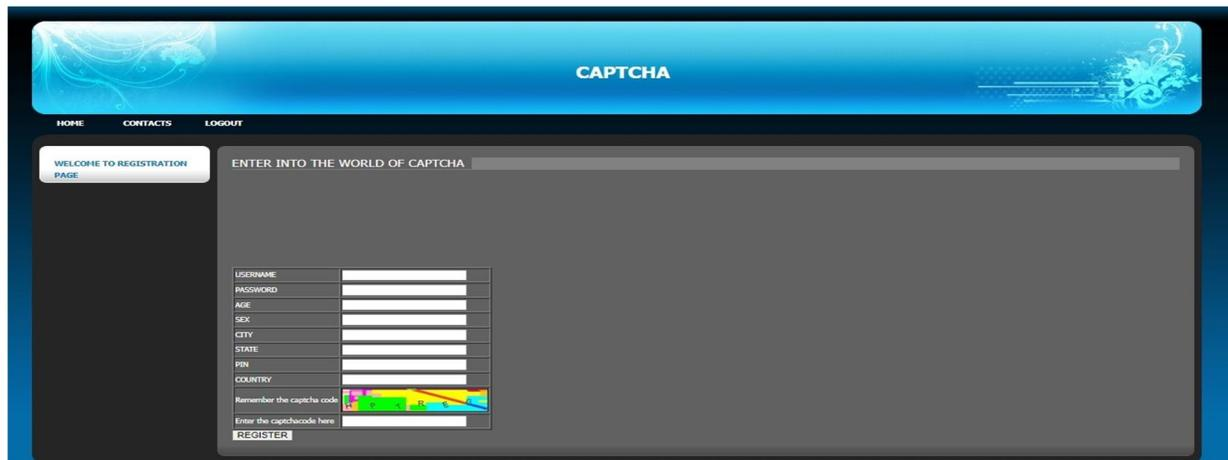 CAPTCHA
HOME CONTACTS LOGOUT
WELCOME TO REGISTRATION
PAGE
ENTER INTO THE WORLD OF CAPTCHA
USERNAME
PASSWORD
AGE
SEX
CITY
STATE
PIN
COUNTRY
Remember the captcha code
Enter the captchacode here
REGISTER